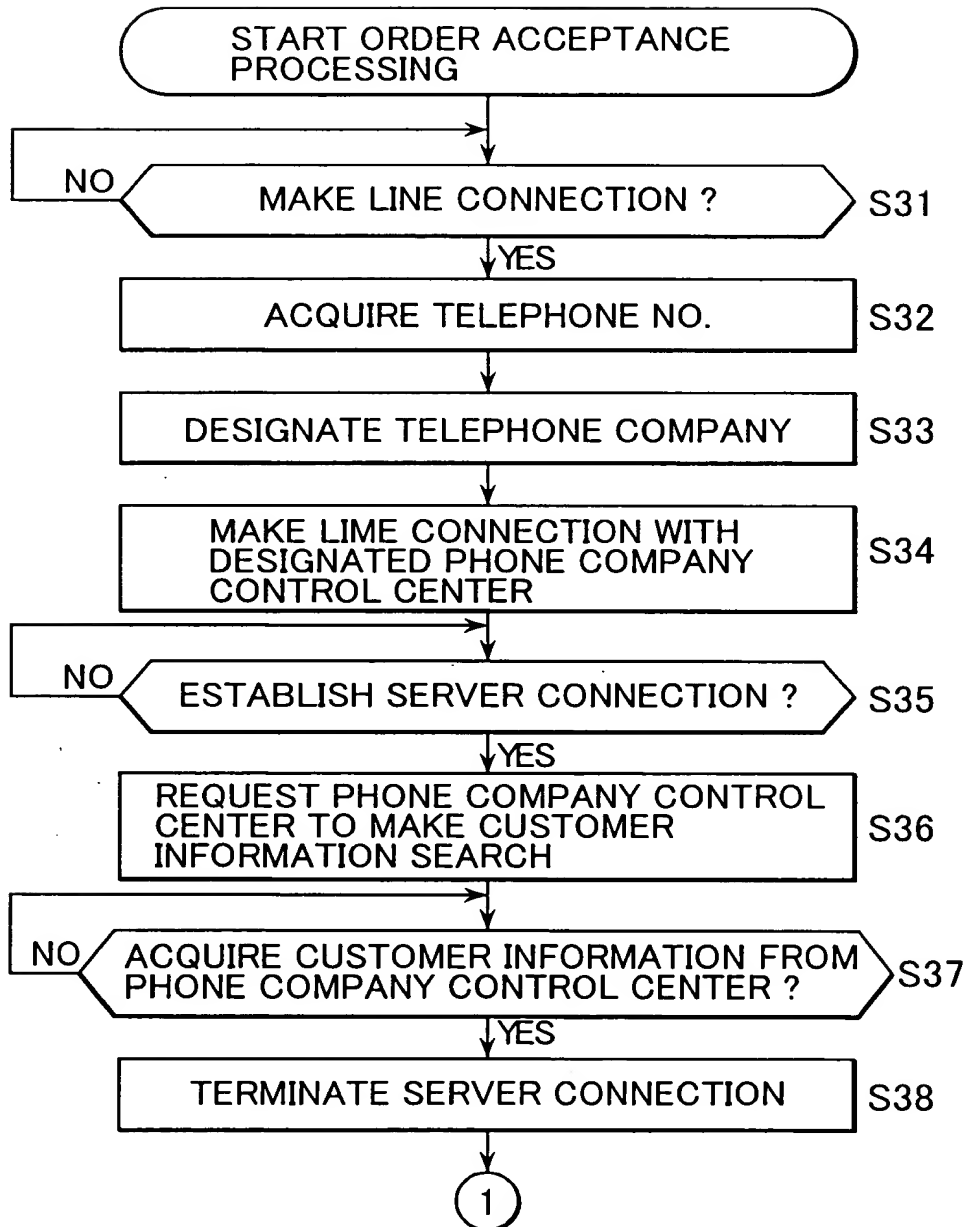 START ORDER ACCEPTANCE
PROCESSING
NO
MAKE LINE CONNECTION ?
S31
YES
ACQUIRE TELEPHONE NO.
S32
DESIGNATE TELEPHONE COMPANY
S33
MAKE LIME CONNECTION WITH
DESIGNATED PHONE COMPANY
CONTROL CENTER
S34
NO
ESTABLISH SERVER CONNECTION ?
S35
YES
REQUEST PHONE COMPANY CONTROL
CENTER TO MAKE CUSTOMER
INFORMATION SEARCH
S36
NO
ACQUIRE CUSTOMER INFORMATION FROM
PHONE COMPANY CONTROL CENTER ?
S37
YES
TERMINATE SERVER CONNECTION
S38
1